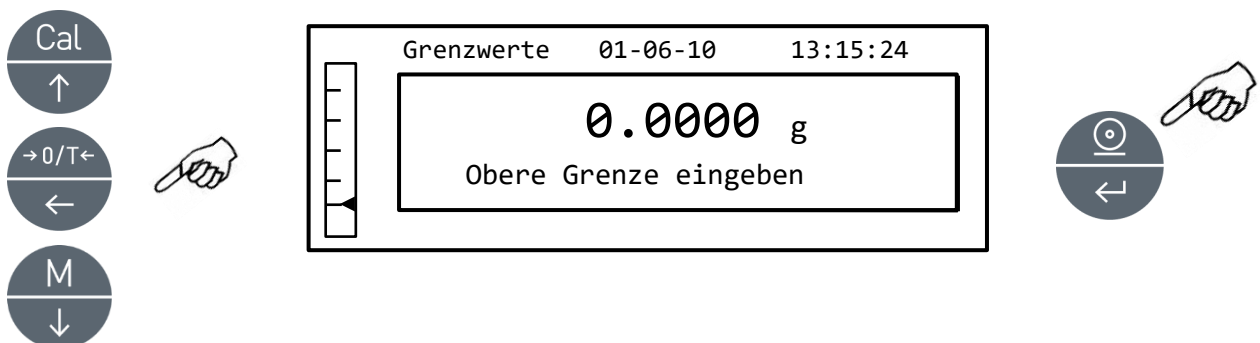 Cal
Grenzwerte 01-06-10 13:15:24
0.0000 g
→0/T←
Obere Grenze eingeben
M